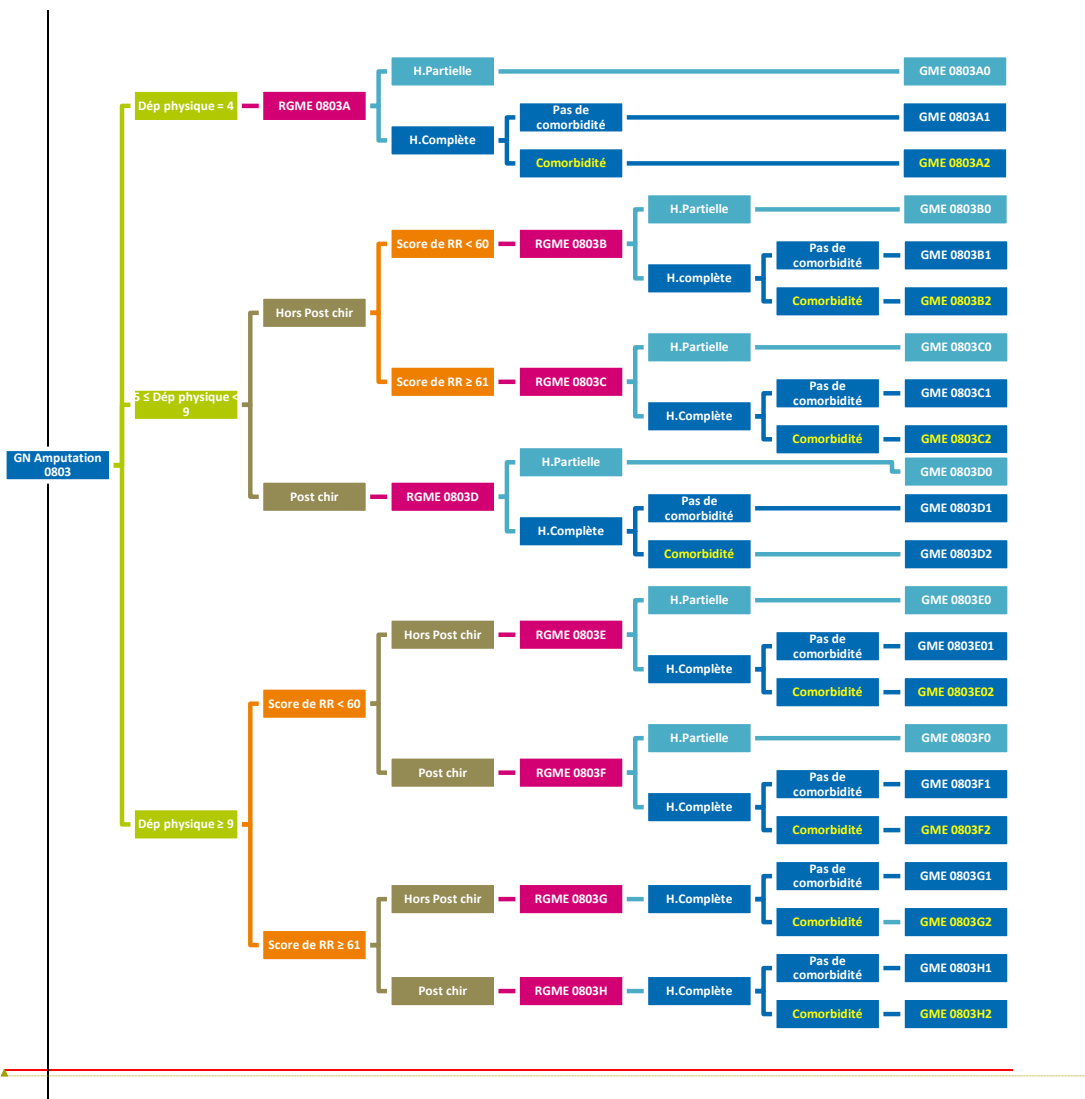 H.Partielle
GME 0803A0
Dép physique = 4
RGME 0803A
Pas de
comorbidité
GME 0803A1
H.Complète
Comorbidité
GME 0803A2
H.Partielle
GME 0803B0
Score de RR < 60
RGME 0803B
Pas de
comorbidité
GME 0803B1
H.complète
Comorbidité
GME 0803B2
Hors Post chir
H.Partielle
GME 0803C0
Score de RR ≥ 61
RGME 0803C
Pas de
comorbidité
GME 0803C1
5 ≤ Dép physique <
9
H.Complète
Comorbidité
GME 0803C2
GN Amputation
0803
H.Partielle
GME 0803D0
Post chir
RGME 0803D
Pas de
comorbidité
GME 0803D1
H.Complète
Comorbidité
GME 0803D2
H.Partielle
GME 0803E0
Hors Post chir
RGME 0803E
Pas de
comorbidité
GME 0803E01
H.Complète
Comorbidité
GME 0803E02
Score de RR < 60
H.Partielle
GME 0803F0
Post chir
RGME 0803F
Pas de
comorbidité
GME 0803F1
H.Complète
Comorbidité
GME 0803F2
Dép physique ≥ 9
Pas de
comorbidité
GME 0803G1
Hors Post chir
RGME 0803G
H.Complète
Comorbidité
GME 0803G2
Score de RR ≥ 61
Pas de
comorbidité
GME 0803H1
Post chir
RGME 0803H
H.Complète
Comorbidité
GME 0803H2